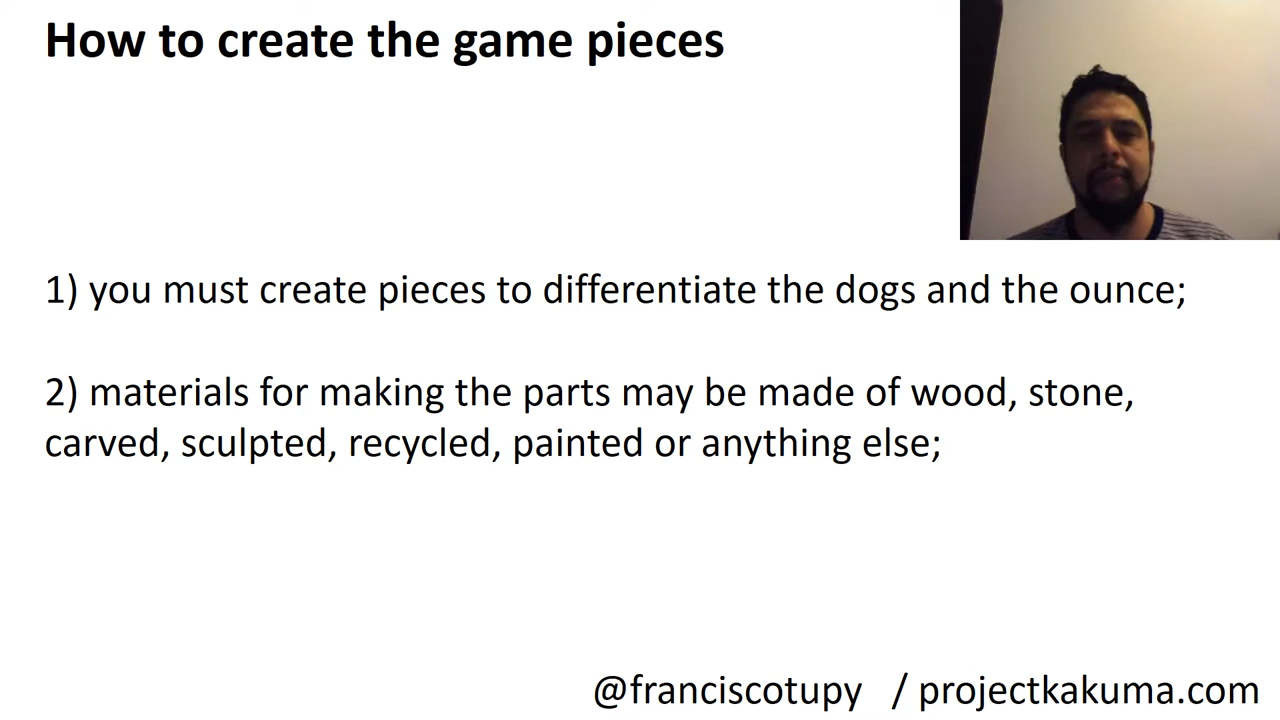 How to create the game pieces
1) you must create pieces to differentiate the dogs and the ounce;
2) materials for making the parts may be made of wood, stone,
carved, sculpted, recycled, painted or anything else;
@franciscotupy / projectkakuma.com